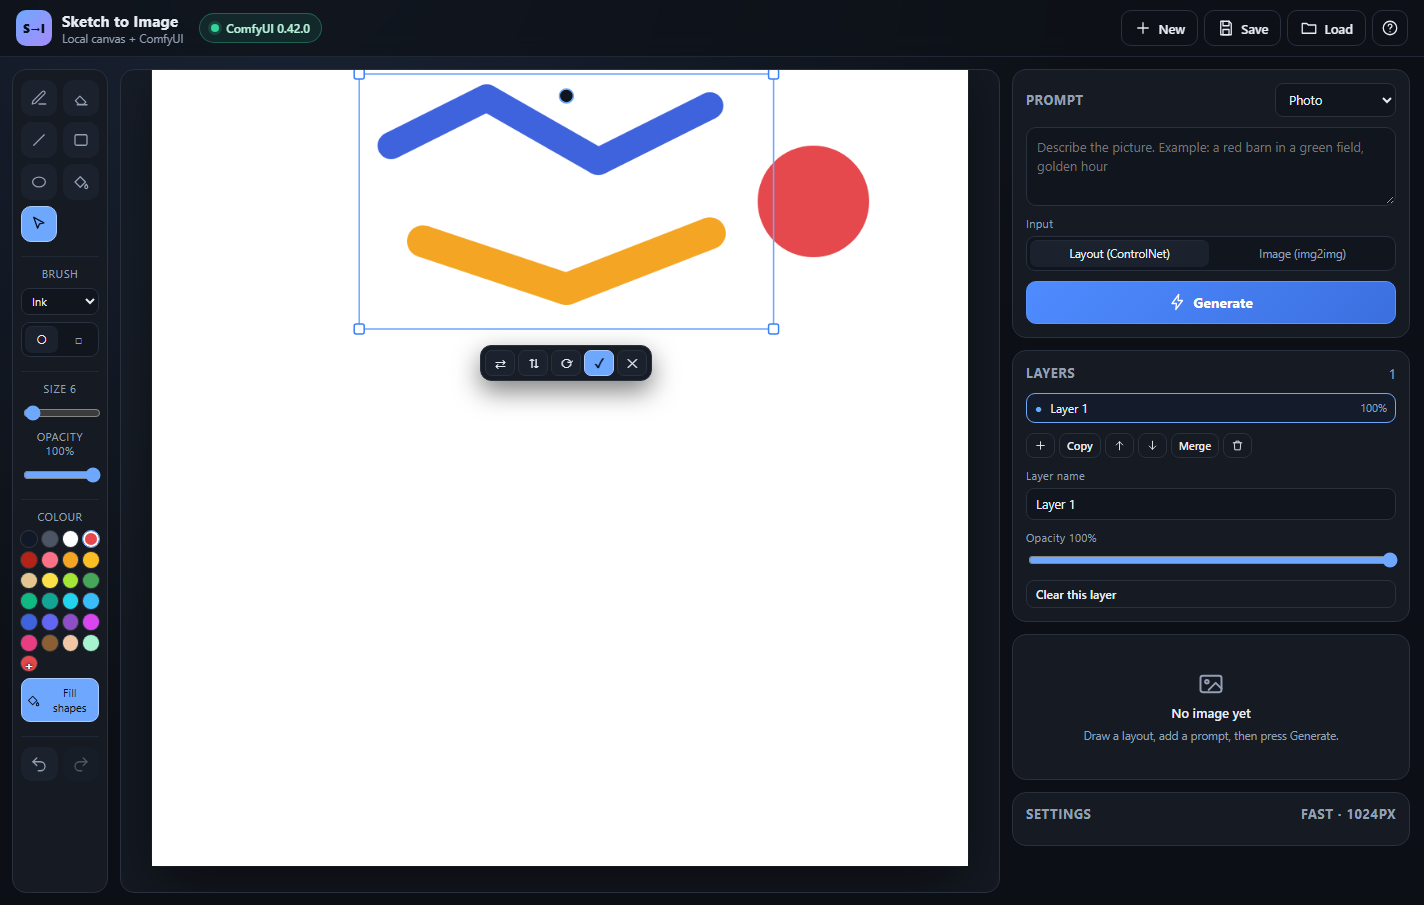 S→I
Sketch to Image
Local canvas + ComfyUI
ComfyUI 0.42.0
New
Save
Load
BRUSH
Ink
SIZE 6
OPACITY
100%
COLOUR
Fill
shapes
PROMPT
Photo
Describe the picture. Example: a red barn in a green field,
golden hour
Input
Layout (ControlNet)
Image (img2img)
Generate
LAYERS
1
Layer 1
100%
Copy
Merge
Layer name
Layer 1
Opacity 100%
Clear this layer
No image yet
Draw a layout, add a prompt, then press Generate.
SETTINGS
FAST · 1024PX